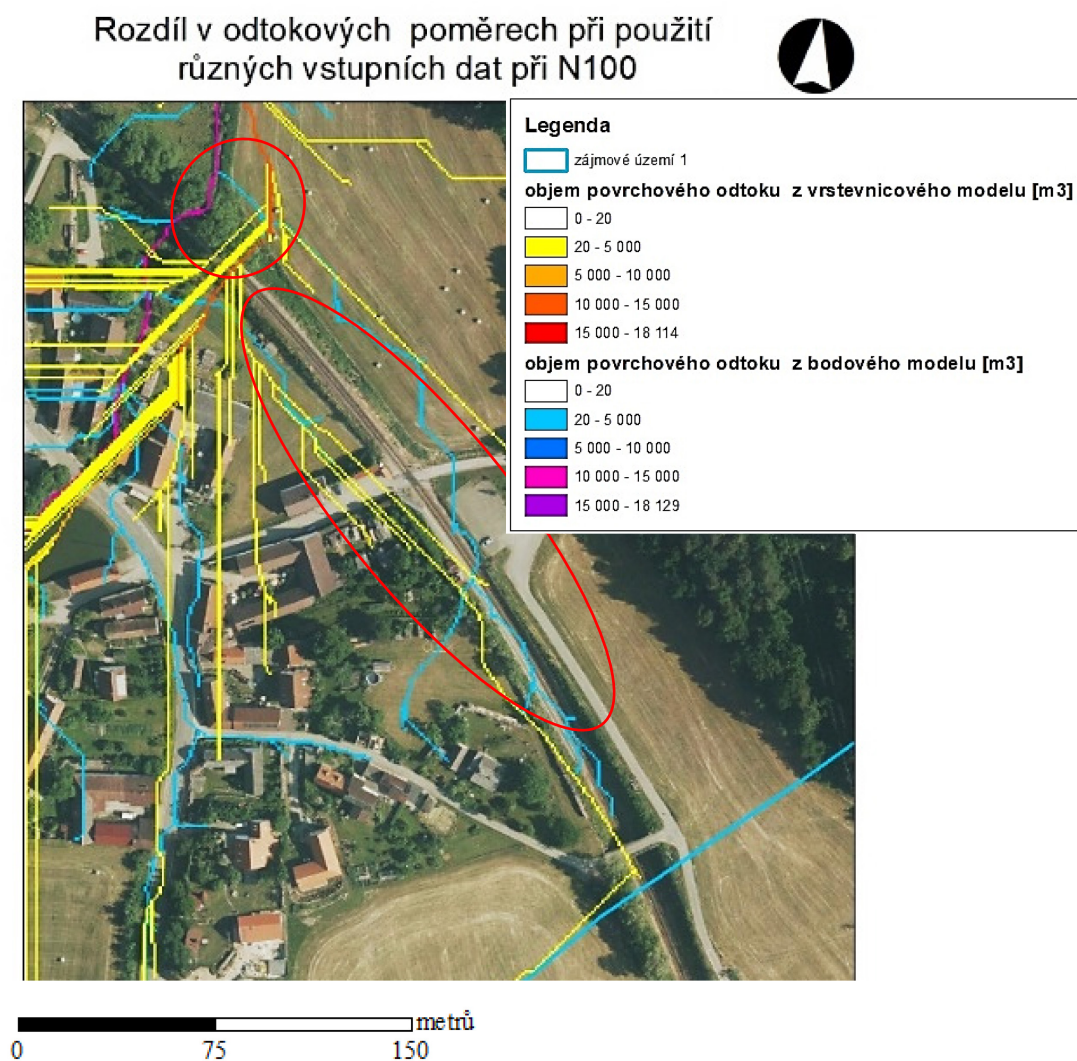 Rozdíl v odtokových poměrech při použití
různých vstupních dat při N100
Legenda
zájmové území 1
objem povrchového odtoku z vrstevnicového modelu [m3]
0 - 20
20 - 5 000
5 000 - 10 000
10 000 - 15 000
15 000 - 18 114
objem povrchového odtoku z bodového modelu [m3]
0 - 20
20 - 5 000
5 000 - 10 000
10 000 - 15 000
15 000 - 18 129
metrů
0 75 150